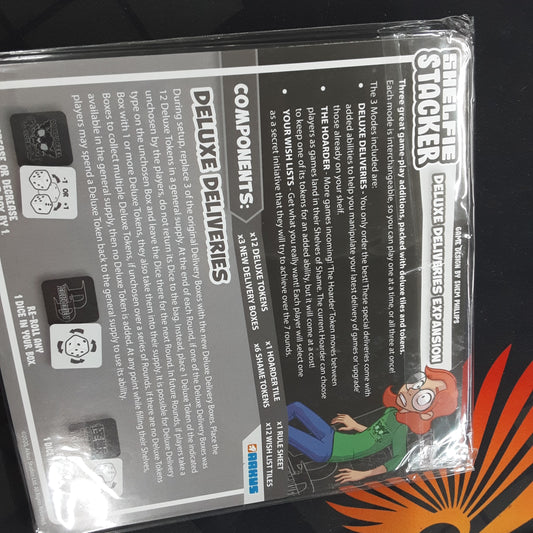 SHELFIE
STACKER
GAME DESIGN BY SHEM PHILLIPS
DELUXE DELIVERIES EXPANSION
Three great game-play additions, packed with deluxe tiles and tokens.
Each mode is interchangeable, so you can play one at a time, or all three at once!
The 3 Modes included are:
• DELUXE DELIVERIES - You only order the best! These special deliveries come with
added abilities to help you manipulate your latest delivery of games or 'upgrade'
those already on your shelf.
• THE HOARDER - More games incoming! 'The Hoarder' Token moves between
players as games land in their Shelves of Shame. The current Hoarder can choose
to give out one of its tokens for an added ability, but it will come at a cost!
• YOUR WISH LISTS - Get what you really want! Each player will select one
as a secret initiative that they will try to achieve over the 7 rounds.
COMPONENTS:
x12 DELUXE TOKENS
x3 NEW DELIVERY BOXES
x1 HOARDER TILE
x6 SHAME TOKENS
x1 RULE SHEET
x12 WISH LIST TILES
ARKUS
DELUXE DELIVERIES
During setup, replace 3 of the original Delivery Boxes with the new Deluxe Delivery Boxes. Place the
12 Deluxe Tokens in a general supply. At the end of each Round, if one of the Deluxe Delivery Boxes was
unchosen by the players, do not return its Dice to the bag. Instead, place 1 Deluxe Token of the indicated
type on the unchosen Box and leave the Dice there for the next Round. In future Rounds, if players take a
Box with 1 or more Deluxe Tokens, they also take them into their supply. It is possible for Deluxe Delivery
Boxes to collect multiple Deluxe Tokens, if unchosen over a series of Rounds. If there are no Deluxe Tokens
available in the general supply, then no Deluxe Token is added. At any point while filling their Shelves,
players may spend a Deluxe Token back to the general supply to use its ability.
-1 OR +1
RE-ROLL ANY
1 DICE IN YOUR BOX
1 DICE